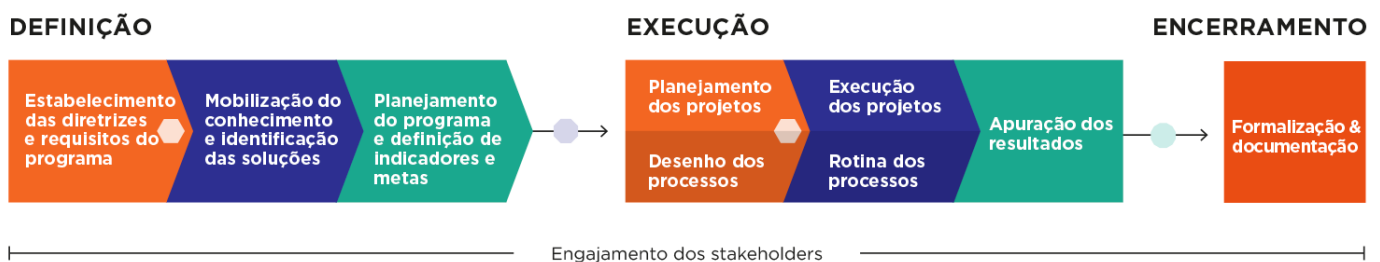 DEFINIÇÃO
Estabelecimento
das diretrizes
e requisitos do
programa
Mobilização do
conhecimento
e identificação
das soluções
Planejamento
do programa
e definição de
indicadores e
metas
EXECUÇÃO
Planejamento
dos projetos
Desenho dos
processos
Execução
dos projetos
Rotina dos
processos
Apuração dos
resultados
ENCERRAMENTO
Formalização &
documentação
Engajamento dos stakeholders